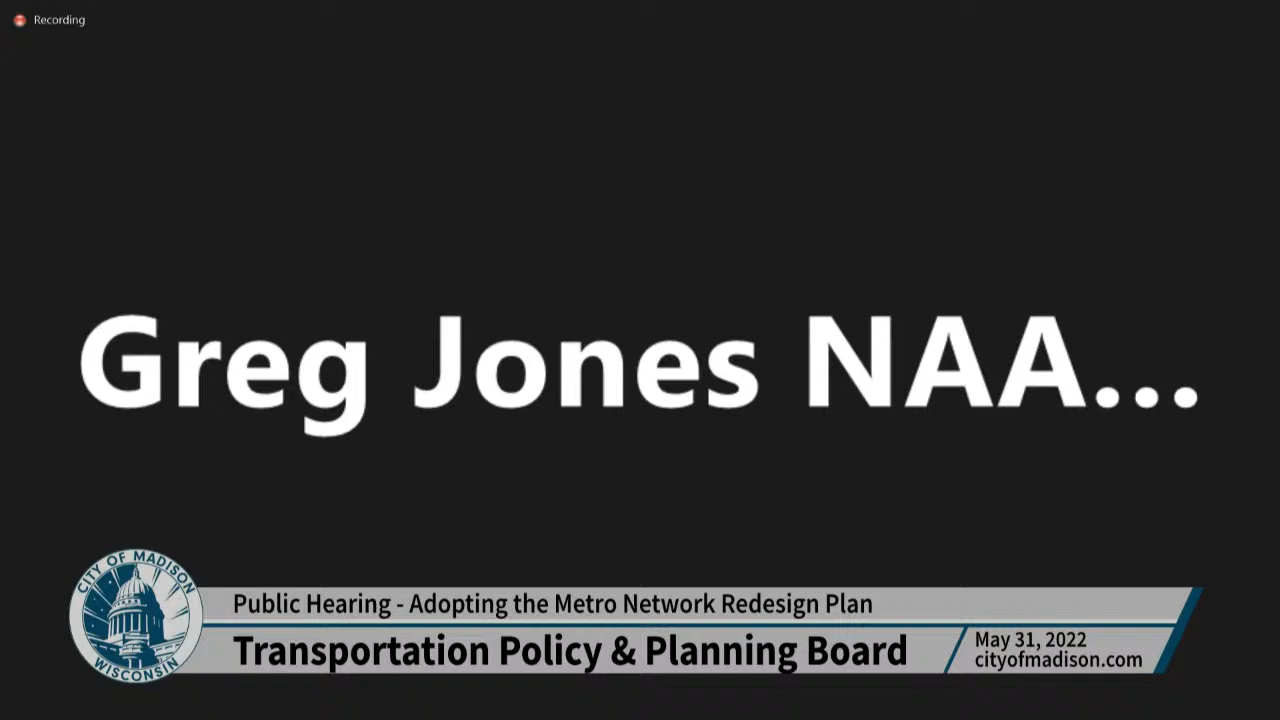 Recording
Greg Jones NAA...
CITY OF MADISON
WISCONSIN
Public Hearing - Adopting the Metro Network Redesign Plan
Transportation Policy & Planning Board
May 31, 2022
cityofmadison.com